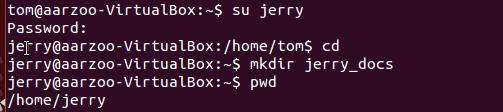 tom@aarzoo-VirtualBox:~$ su jerry
Password:
jerry@aarzoo-VirtualBox:/home/tom$ cd
jerry@aarzoo-VirtualBox:~$ mkdir jerry_docs
jerry@aarzoo-VirtualBox:~$ pwd
/home/jerry